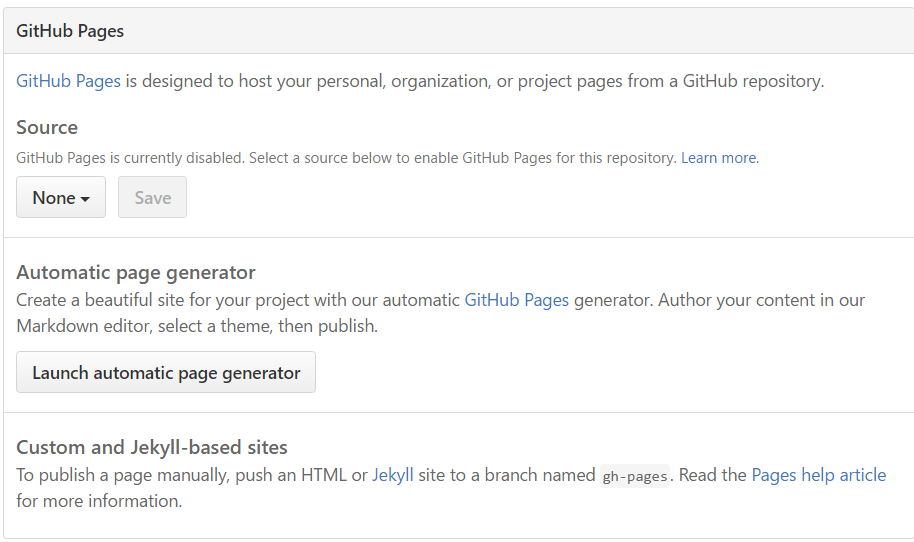 GitHub Pages
GitHub Pages is designed to host your personal, organization, or project pages from a GitHub repository.
Source
GitHub Pages is currently disabled. Select a source below to enable GitHub Pages for this repository. Learn more.
None Save
Automatic page generator
Create a beautiful site for your project with our automatic GitHub Pages generator. Author your content in our
Markdown editor, select a theme, then publish.
Launch automatic page generator
Custom and Jekyll-based sites
To publish a page manually, push an HTML or Jekyll site to a branch named gh-pages. Read the Pages help article
for more information.